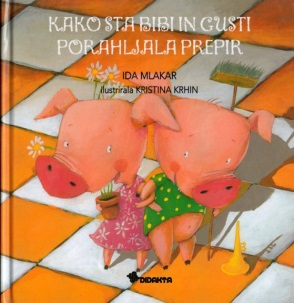 KAKO STA BIBI IN GUSTI
PORAHLJALA PREPIR
IDA MLAKAR
ilustrirala KRISTINA KRHIN
DIDAKTA